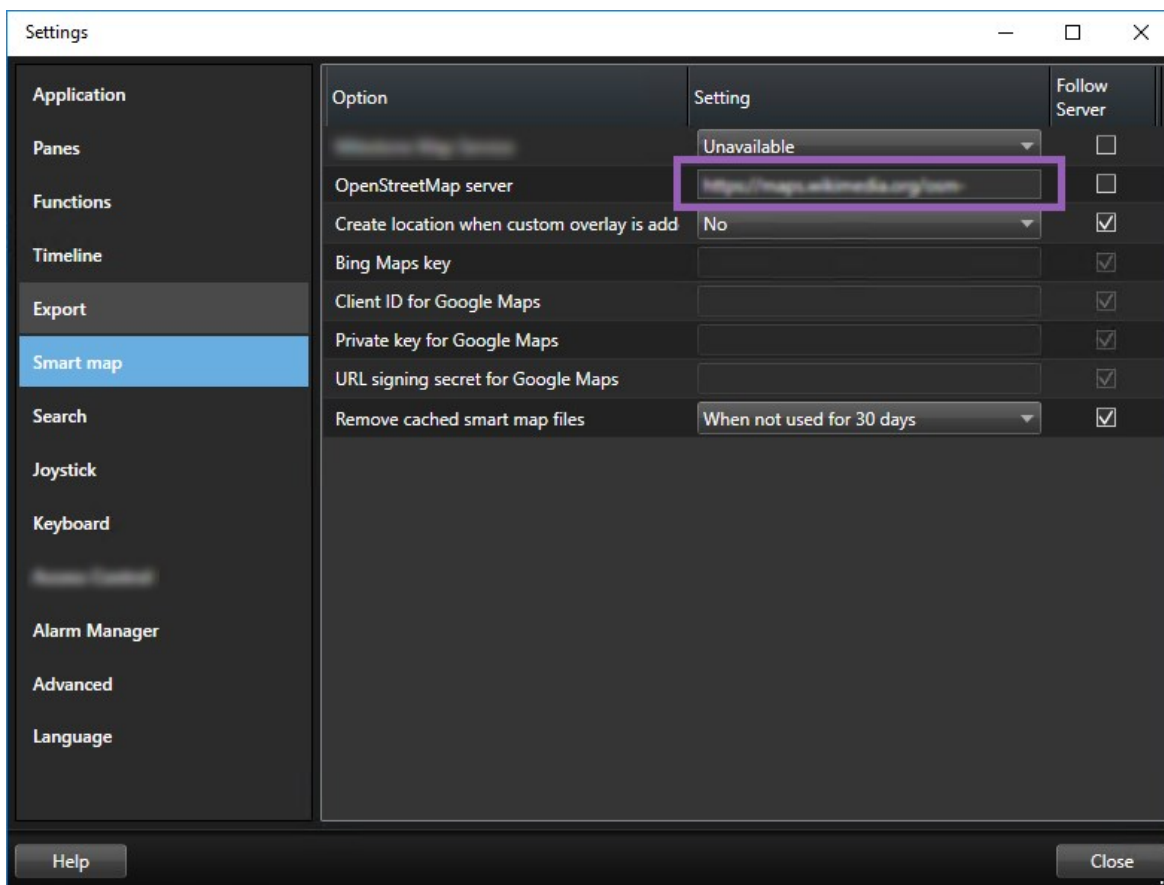 Settings
Application
Panes
Functions
Timeline
Export
Smart map
Search
Joystick
Keyboard
Alarm Manager
Advanced
Language
Option Setting Follow
Server
Unavailable
OpenStreetMap server
Create location when custom overlay is add No
Bing Maps key
Client ID for Google Maps
Private key for Google Maps
URL signing secret for Google Maps
Remove cached smart map files When not used for 30 days
Help Close